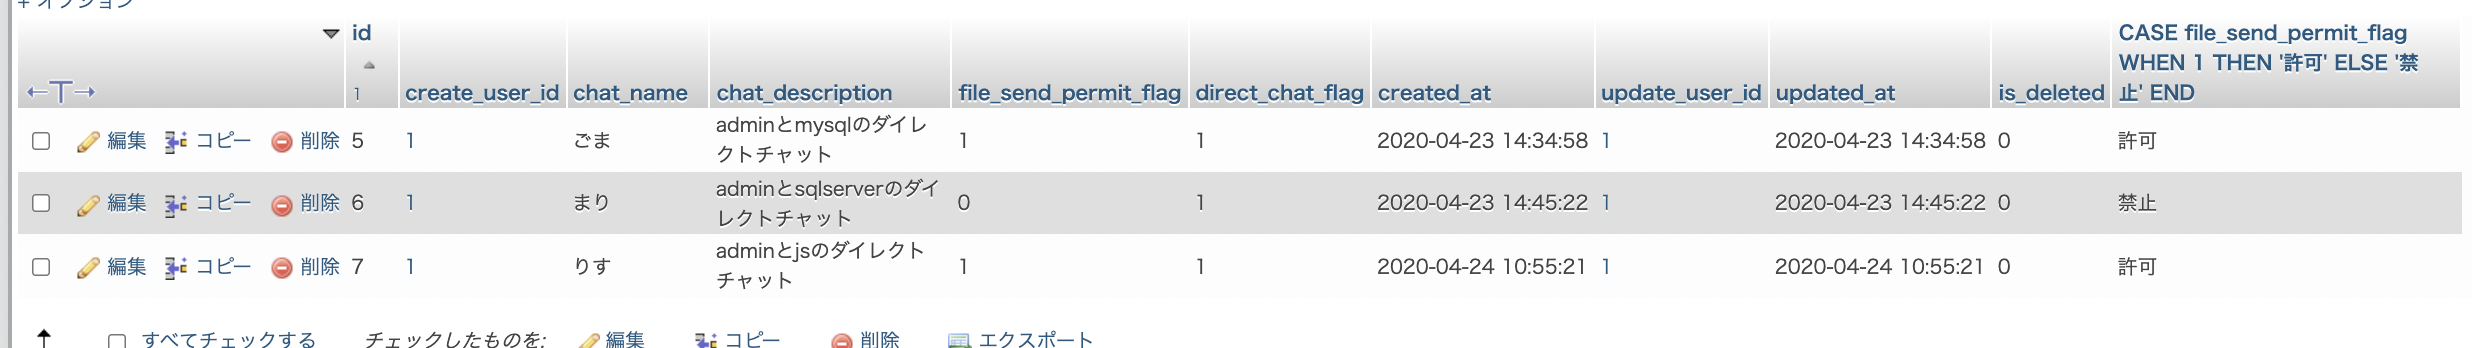 + オプション
←T→ id 1 create_user_id chat_name chat_description file_send_permit_flag direct_chat_flag created_at update_user_id updated_at is_deleted CASE file_send_permit_flag
WHEN 1 THEN '許可' ELSE '禁
止' END
編集 コピー 削除 5 1 ごま adminとmysqlのダイレ
クトチャット 1 1 2020-04-23 14:34:58 1 2020-04-23 14:34:58 0 許可
編集 コピー 削除 6 1 まり adminとsqlserverのダイ
レクトチャット 0 1 2020-04-23 14:45:22 1 2020-04-23 14:45:22 0 禁止
編集 コピー 削除 7 1 りす adminとjsのダイレクト
チャット 1 1 2020-04-24 10:55:21 1 2020-04-24 10:55:21 0 許可
すべてチェックする チェックしたものを: 編集 コピー 削除 エクスポート